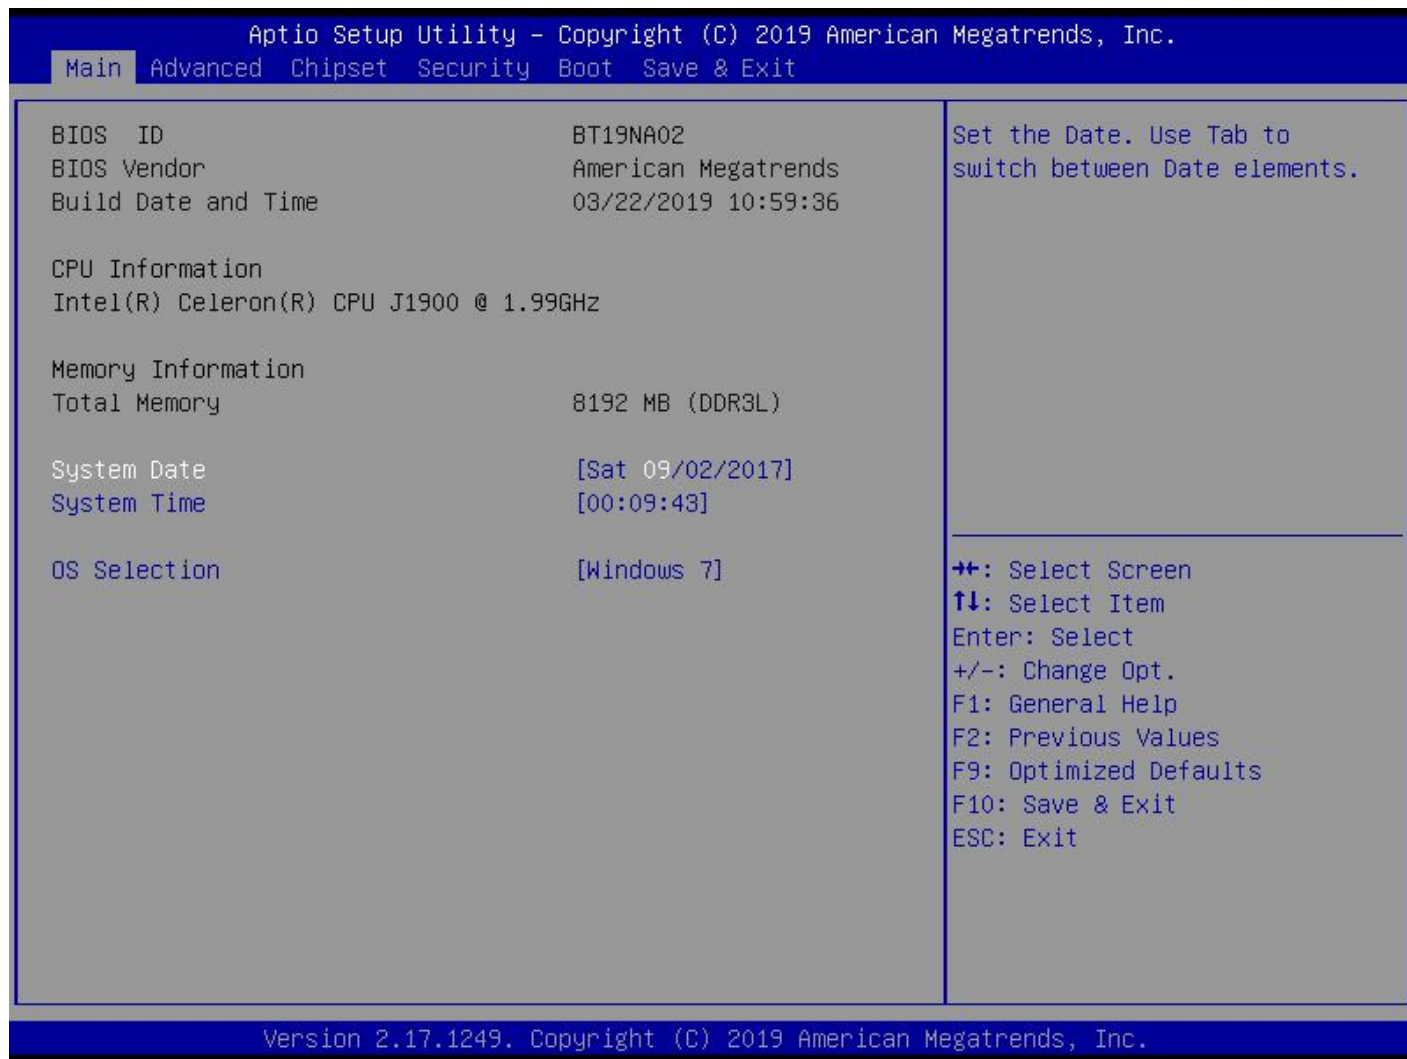 Aptio Setup Utility – Copyright (C) 2019 American Megatrends, Inc.
Main Advanced Chipset Security Boot Save & Exit
BIOS ID BT19NA02
BIOS Vendor American Megatrends
Build Date and Time 03/22/2019 10:59:36
CPU Information
Intel(R) Celeron(R) CPU J1900 @ 1.99GHz
Memory Information
Total Memory 8192 MB (DDR3L)
System Date [Sat 09/02/2017]
System Time [00:09:43]
OS Selection [Windows 7]
Set the Date. Use Tab to
switch between Date elements.
→←: Select Screen
↑↓: Select Item
Enter: Select
+/-: Change Opt.
F1: General Help
F2: Previous Values
F9: Optimized Defaults
F10: Save & Exit
ESC: Exit
Version 2.17.1249. Copyright (C) 2019 American Megatrends, Inc.